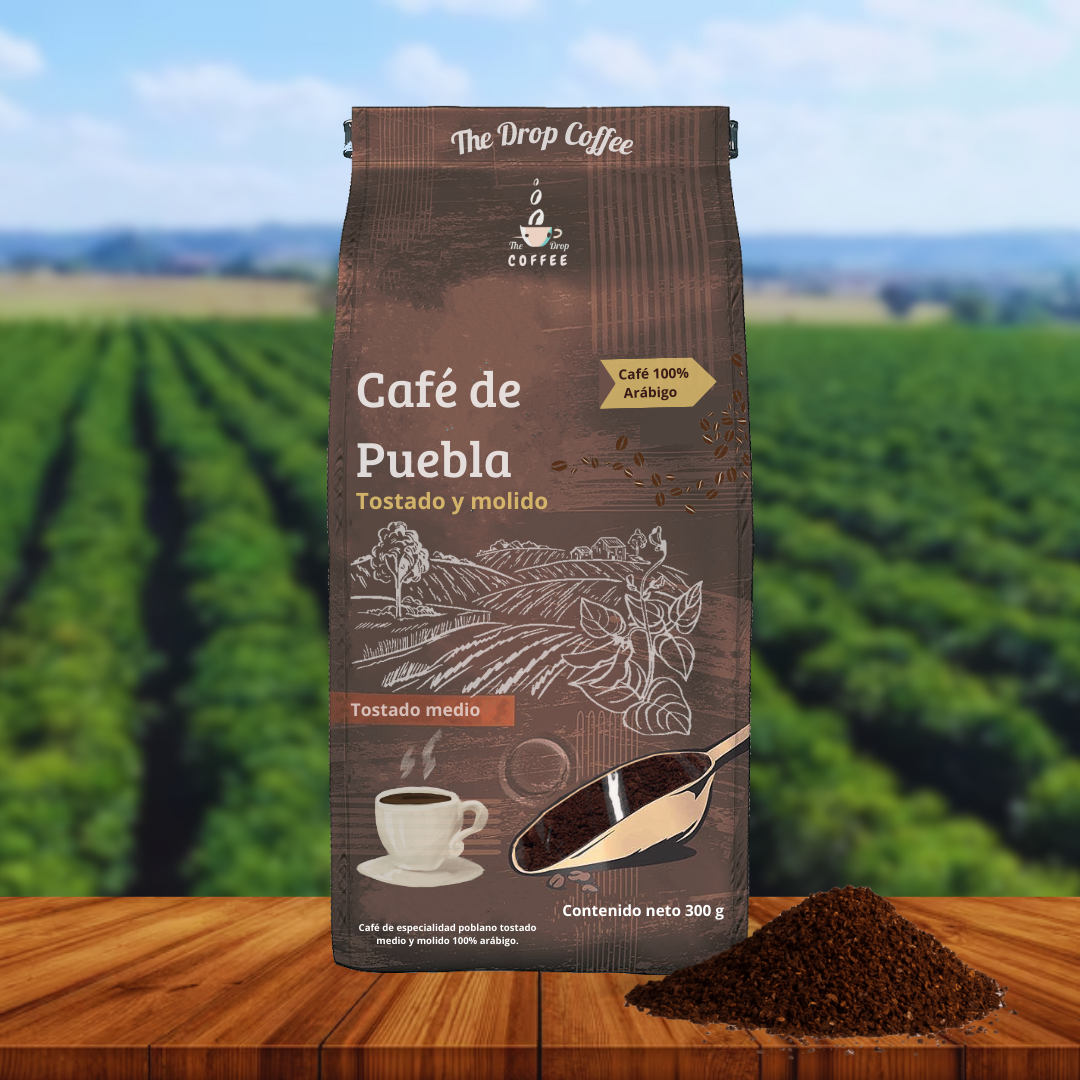 The Drop Coffee
The Drop
COFFEE
Café de
Puebla
Café 100%
Arábigo
Tostado y molido
Tostado medio
Contenido neto 300 g
Café de especialidad poblano tostado
medio y molido 100% arábigo.